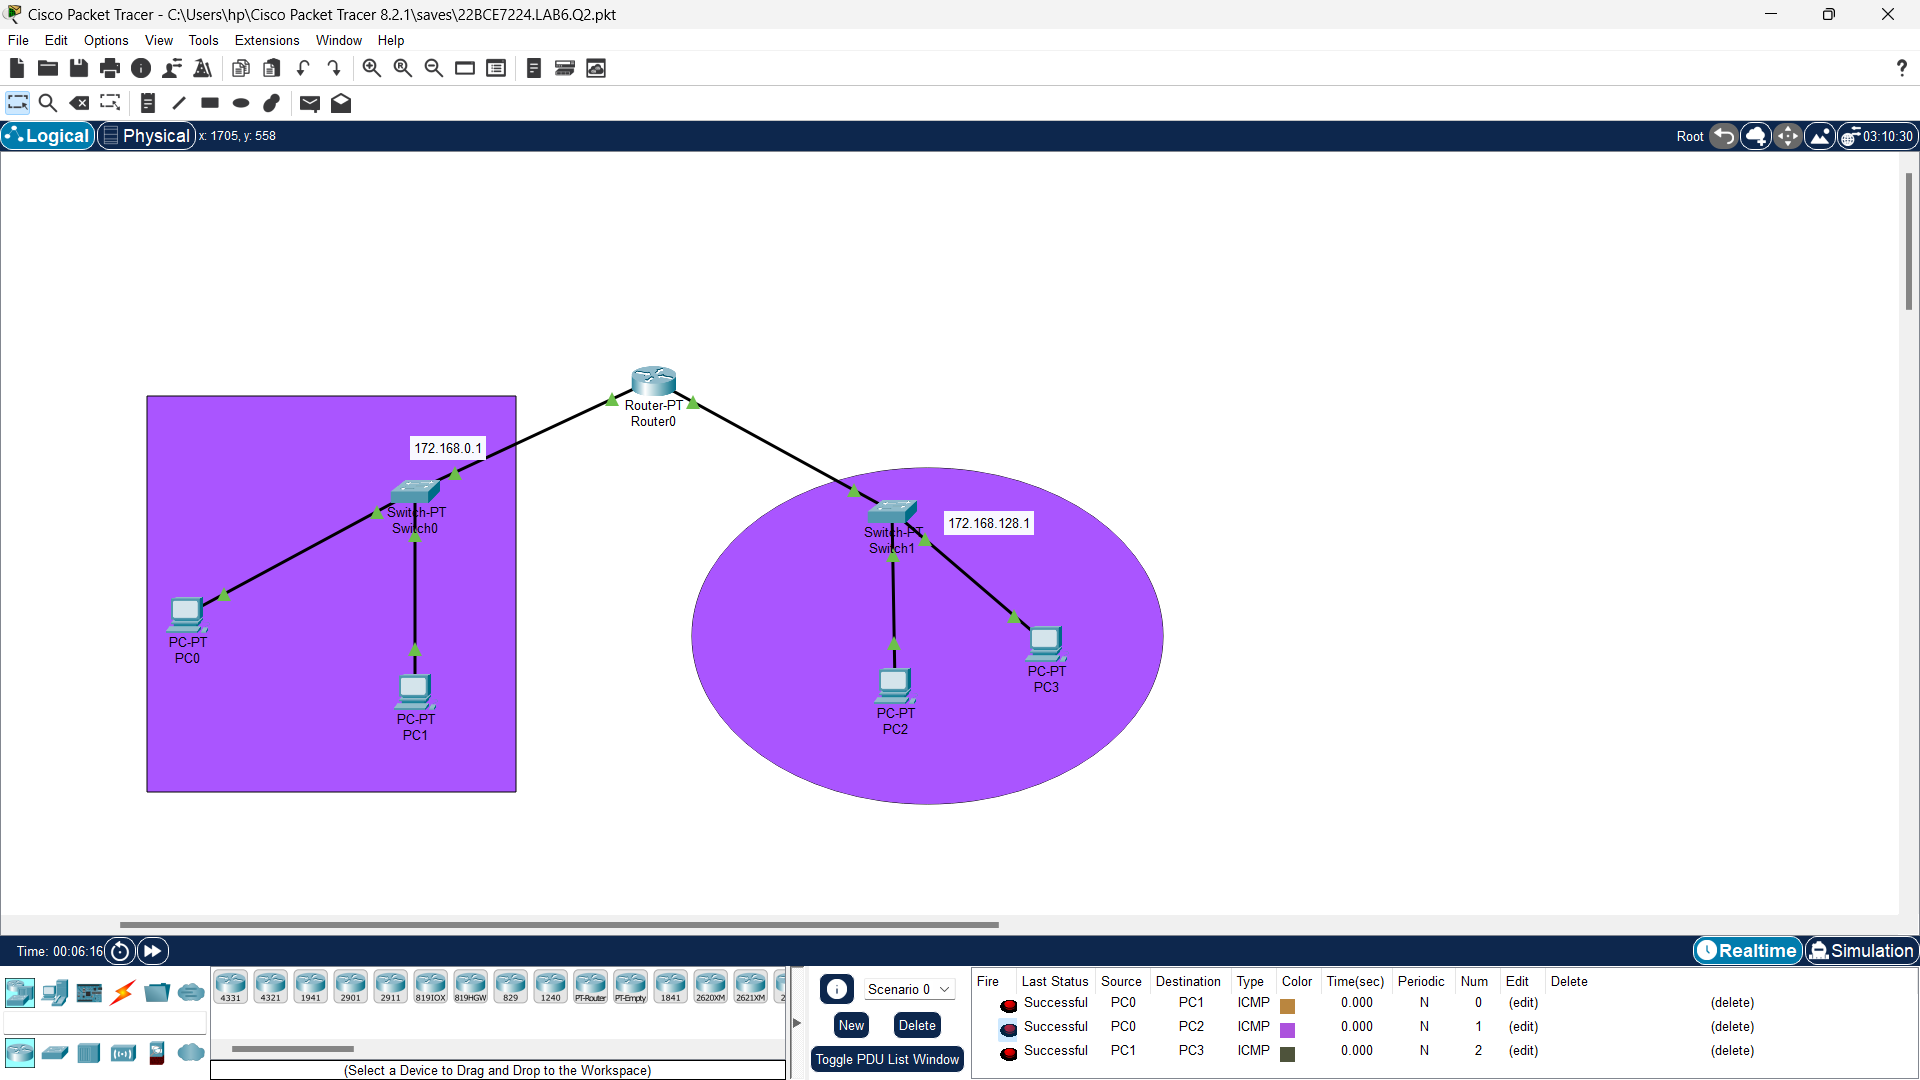 Cisco Packet Tracer - C:\Users\hp\Cisco Packet Tracer 8.2.1\saves\22BCE7224.LAB6.Q2.pkt
File Edit Options View Tools Extensions Window Help
?
Logical Physical x: 1705, y: 558 Root 03:10:30
Router-PT
Router0
172.168.0.1
Switch-PT
Switch0
172.168.128.1
Switch-PT
Switch1
PC-PT
PC0
PC-PT
PC1
PC-PT
PC3
PC-PT
PC2
Time: 00:06:16 Realtime Simulation
4331 4321 1941 2901 2911 819IOX 819HGW 829 1240 PT-Router PT-Empty 1841 2620XM 2621XM 2
(Select a Device to Drag and Drop to the Workspace)
Scenario 0
New Delete
Toggle PDU List Window
Fire Last Status Source Destination Type Color Time(sec) Periodic Num Edit Delete
Successful PC0 PC1 ICMP 0.000 N 0 (edit) (delete)
Successful PC0 PC2 ICMP 0.000 N 1 (edit) (delete)
Successful PC1 PC3 ICMP 0.000 N 2 (edit) (delete)